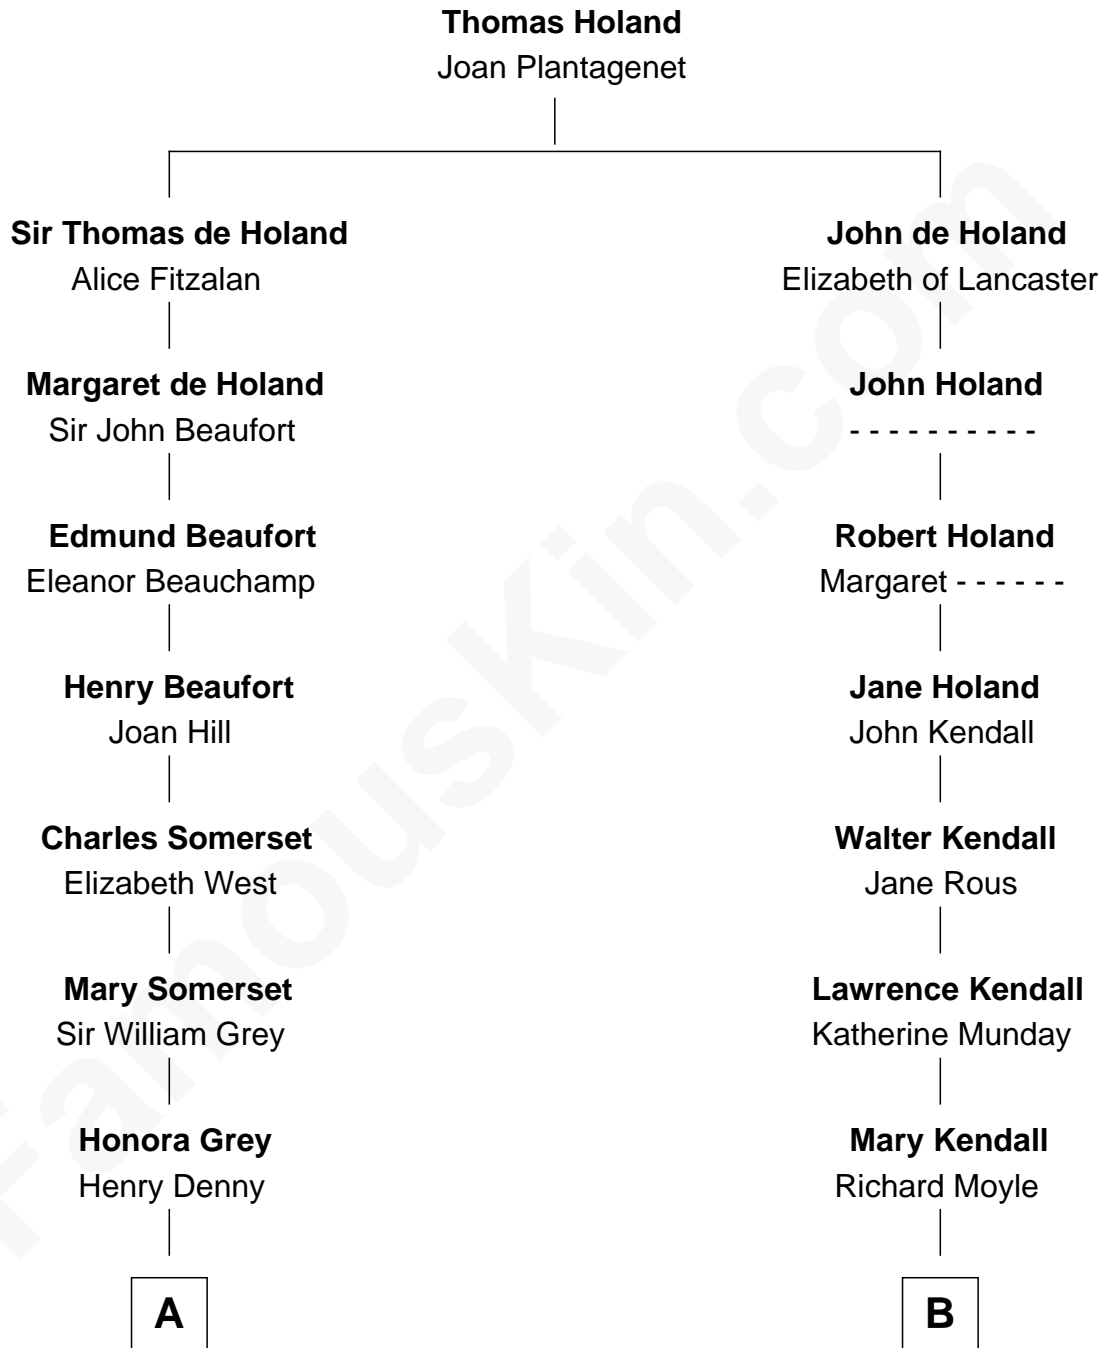 Thomas Holand
Joan Plantagenet
Sir Thomas de Holand
Alice Fitzalan
John de Holand
Elizabeth of Lancaster
Margaret de Holand
Sir John Beaufort
John Holand
- - - - - - - - - -
Edmund Beaufort
Eleanor Beauchamp
Robert Holand
Margaret - - - - - -
Henry Beaufort
Joan Hill
Jane Holand
John Kendall
Charles Somerset
Elizabeth West
Walter Kendall
Jane Rous
Mary Somerset
Sir William Grey
Lawrence Kendall
Katherine Munday
Honora Grey
Henry Denny
Mary Kendall
Richard Moyle
A
B
FamousKin.com